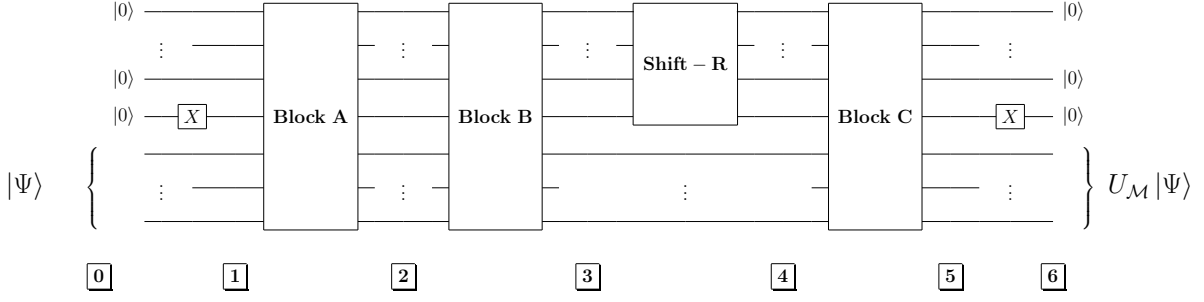 |0⟩ |0⟩
⋮ ⋮ ⋮ ⋮ ⋮
Shift − R
|0⟩ |0⟩
|0⟩ X Block A Block B Block C X |0⟩
|Ψ⟩ { ⋮ ⋮ ⋮ ⋮ } U_ℳ |Ψ⟩
0 1 2 3 4 5 6